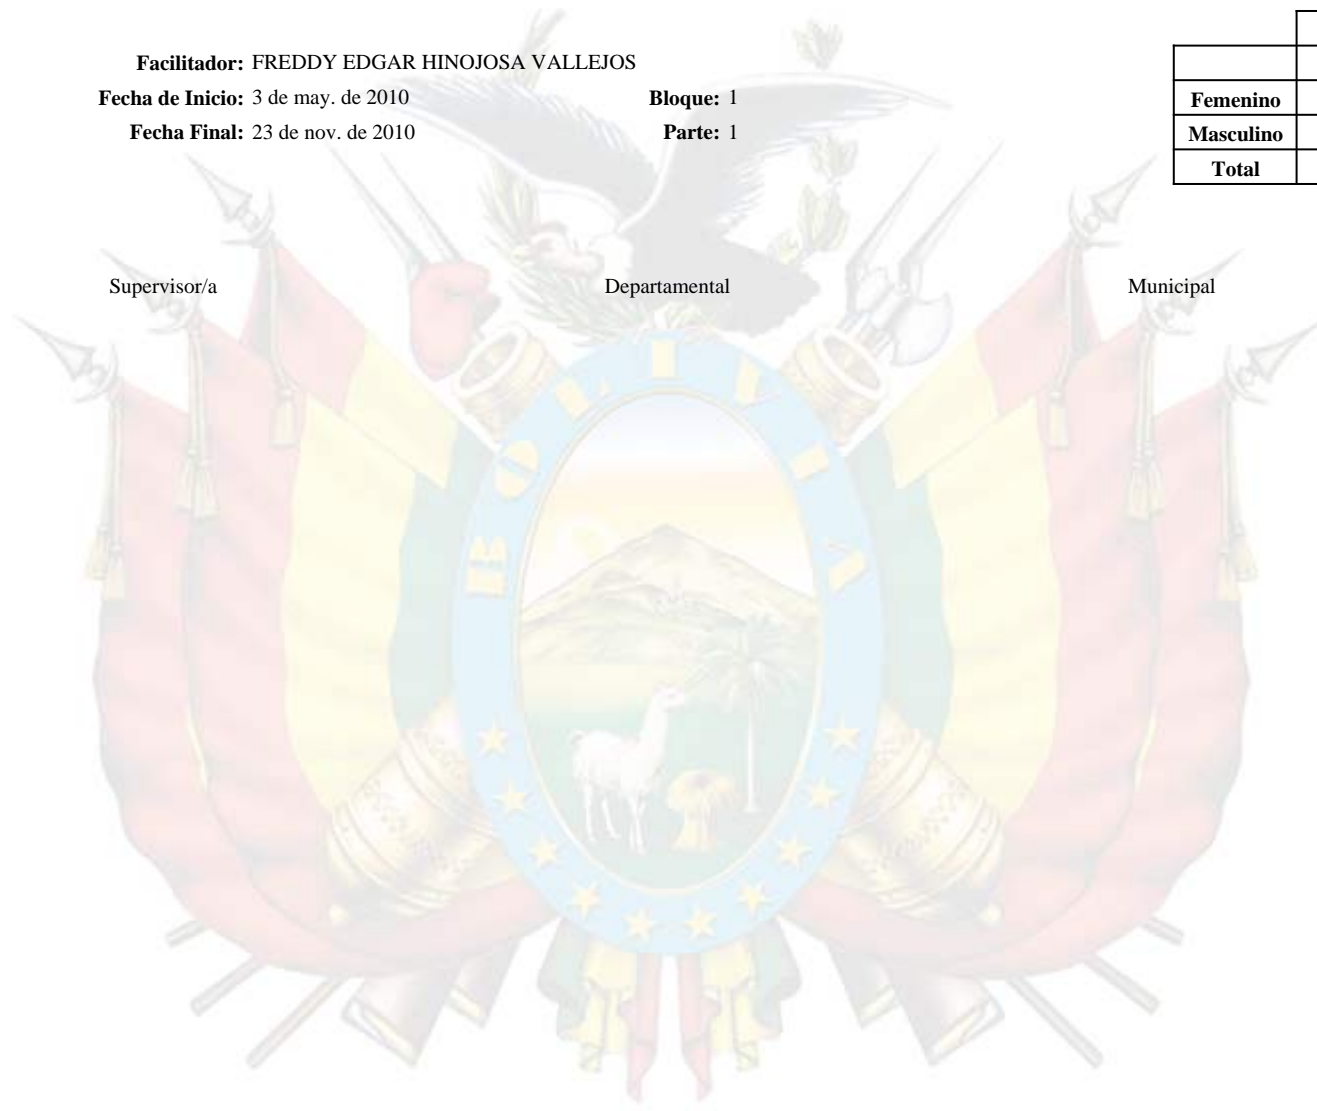 Facilitador: FREDDY EDGAR HINOJOSA VALLEJOS
Fecha de Inicio: 3 de may. de 2010 Bloque: 1
Fecha Final: 23 de nov. de 2010 Parte: 1
Femenino
Masculino
Total
Supervisor/a Departamental Municipal
BOLIVIA